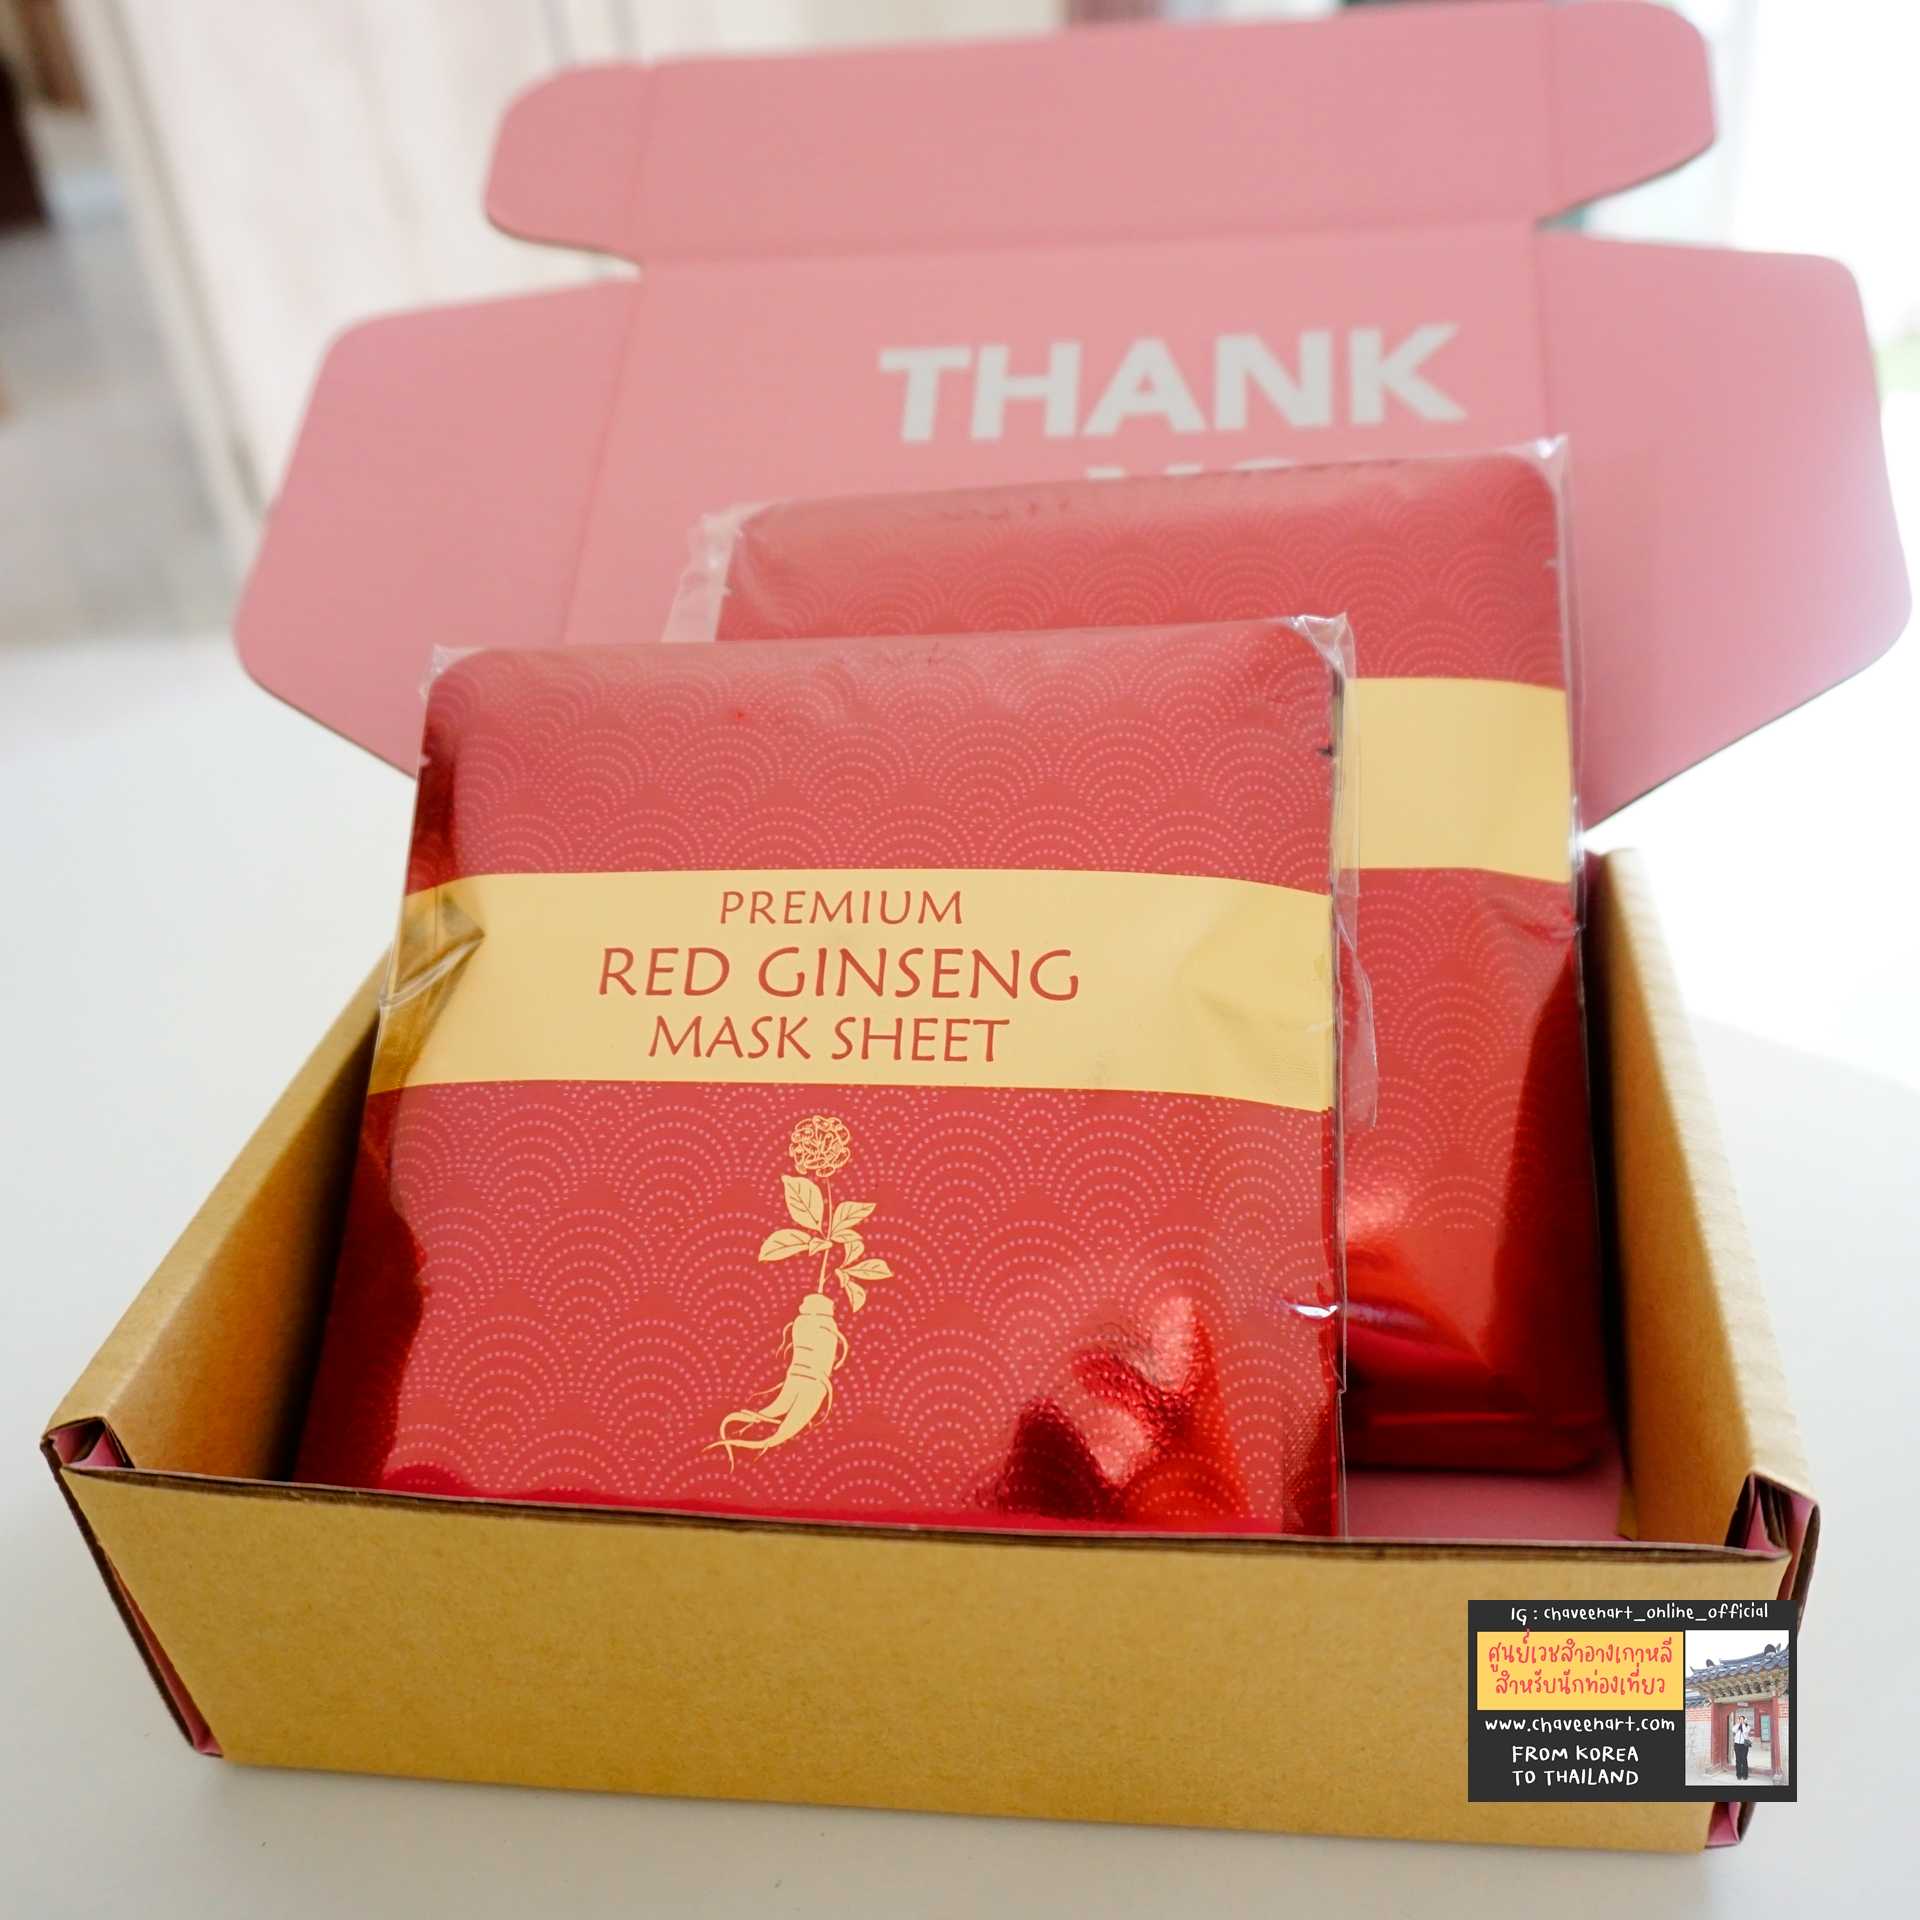 THANK
PREMIUM
RED GINSENG
MASK SHEET
IG : chaveehart_online_official
ศูนย์เวชสำอางเกาหลี
สำหรับนักท่องเที่ยว
www.chaveehart.com
FROM KOREA
TO THAILAND